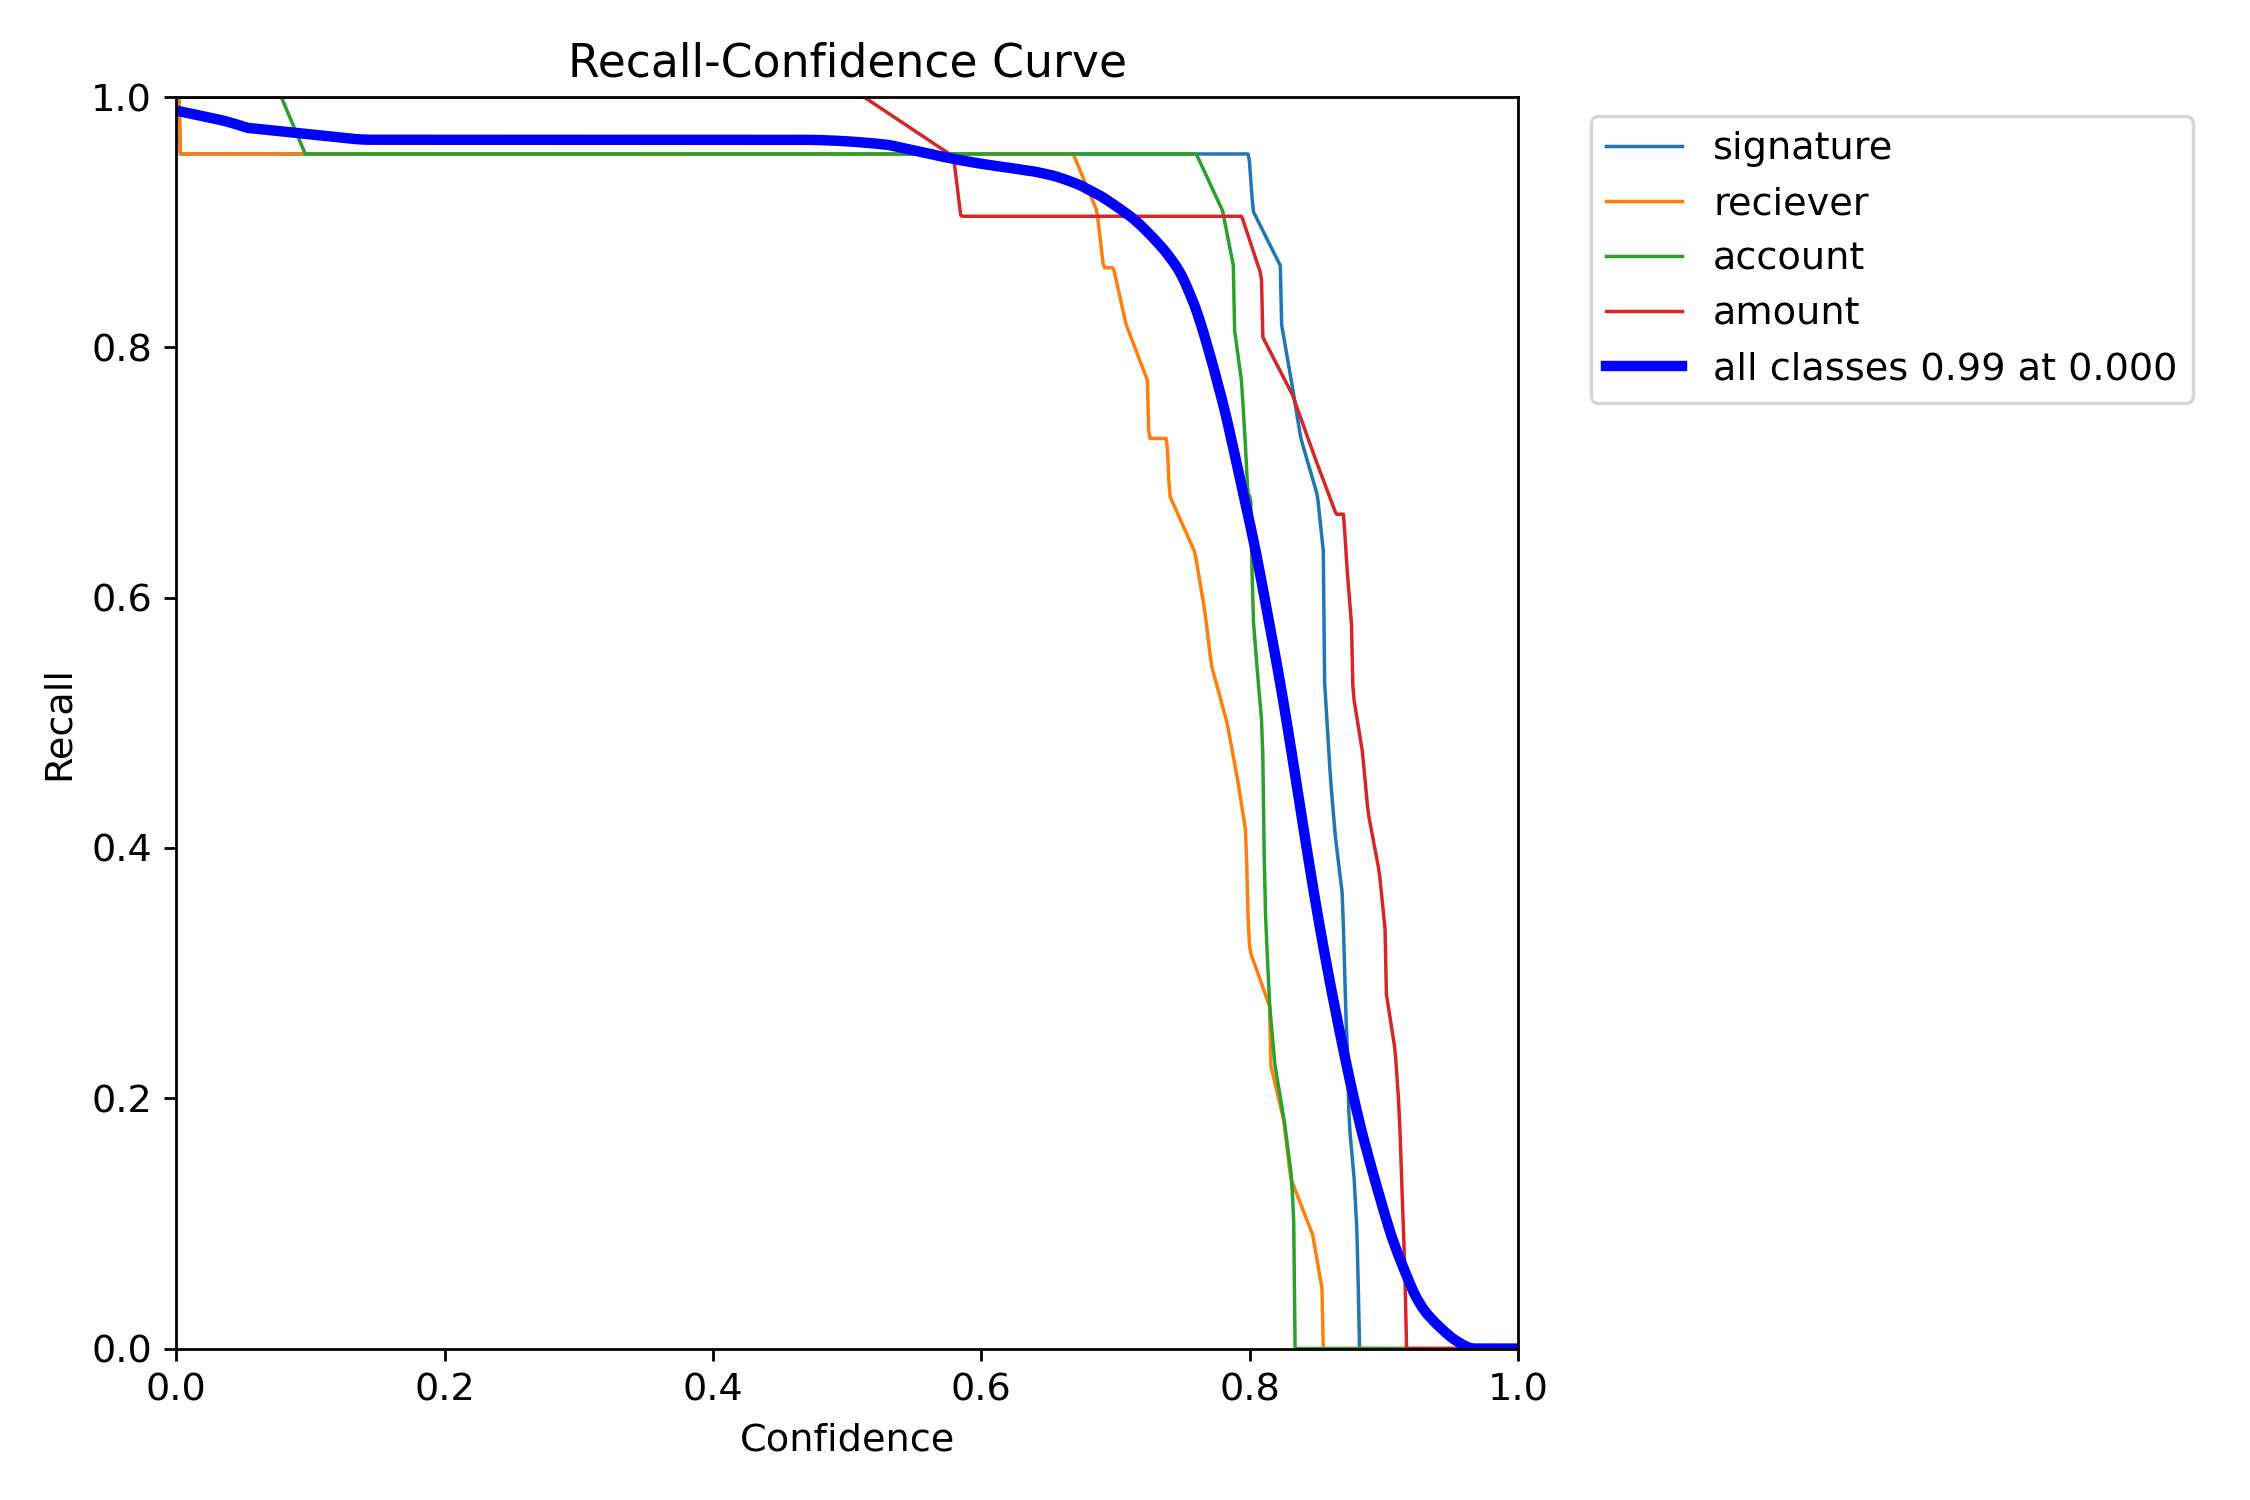 Recall-Confidence Curve
1.0
0.8
0.6
0.4
0.2
0.0
Recall
0.0 0.2 0.4 0.6 0.8 1.0
Confidence
signature
reciever
account
amount
all classes 0.99 at 0.000